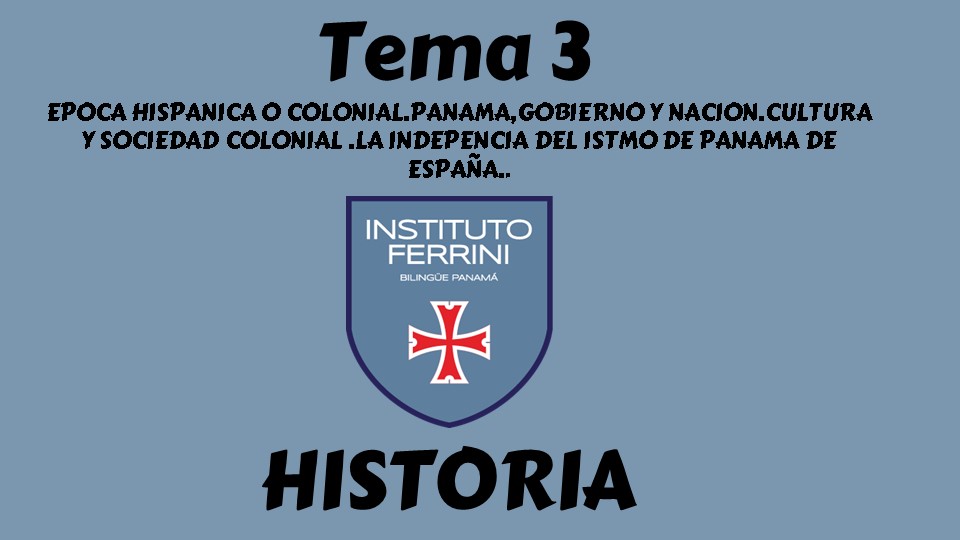 Tema 3
EPOCA HISPANICA O COLONIAL.PANAMA,GOBIERNO Y NACION.CULTURA
Y SOCIEDAD COLONIAL .LA INDEPENCIA DEL ISTMO DE PANAMA DE
ESPAÑA..
INSTITUTO
FERRINI
BILINGÜE PANAMÁ
HISTORIA